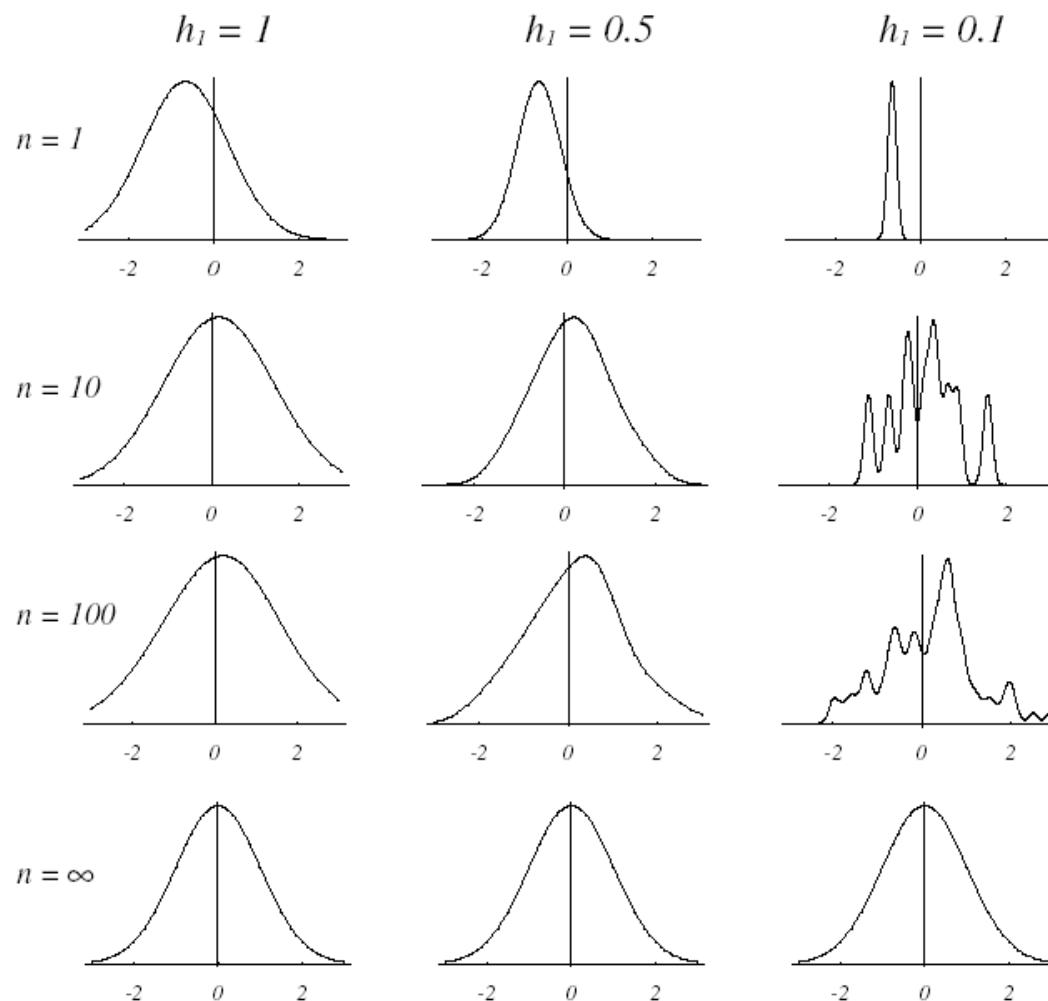 h₁ = 1 h₁ = 0.5 h₁ = 0.1
n = 1
-2 0 2 -2 0 2 -2 0
n = 10
-2 0 2 -2 0 2 -2 0 2
n = 100
-2 0 2 -2 0 2 -2 0 2
n = ∞
-2 0 2 -2 0 2 -2 0 2